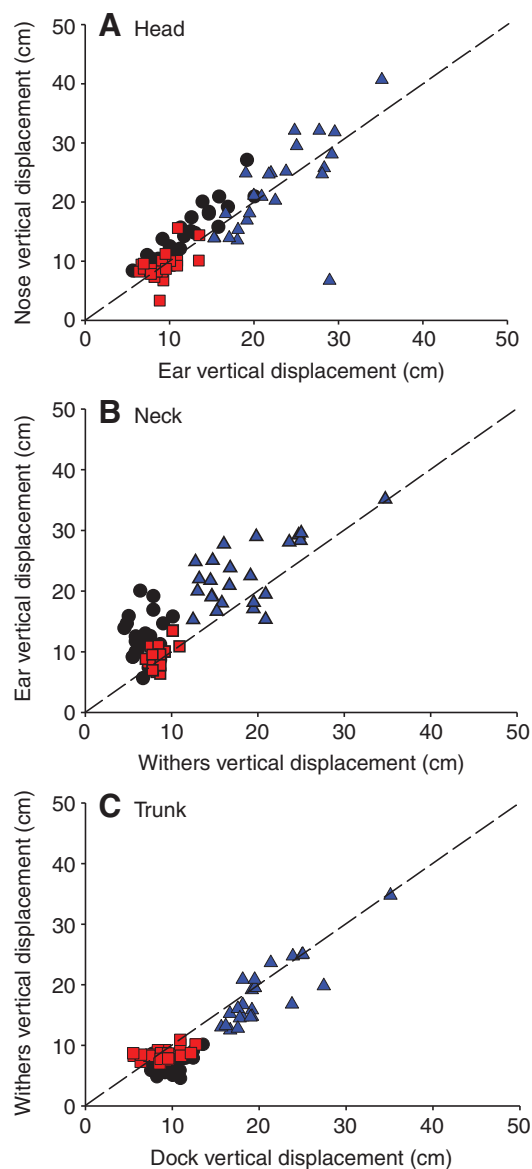 A Head
50
40
30
20
10
0
Nose vertical displacement (cm)
0 10 20 30 40 50
Ear vertical displacement (cm)
B Neck
50
40
30
20
10
0
Ear vertical displacement (cm)
0 10 20 30 40 50
Withers vertical displacement (cm)
C Trunk
50
40
30
20
10
0
Withers vertical displacement (cm)
0 10 20 30 40 50
Dock vertical displacement (cm)